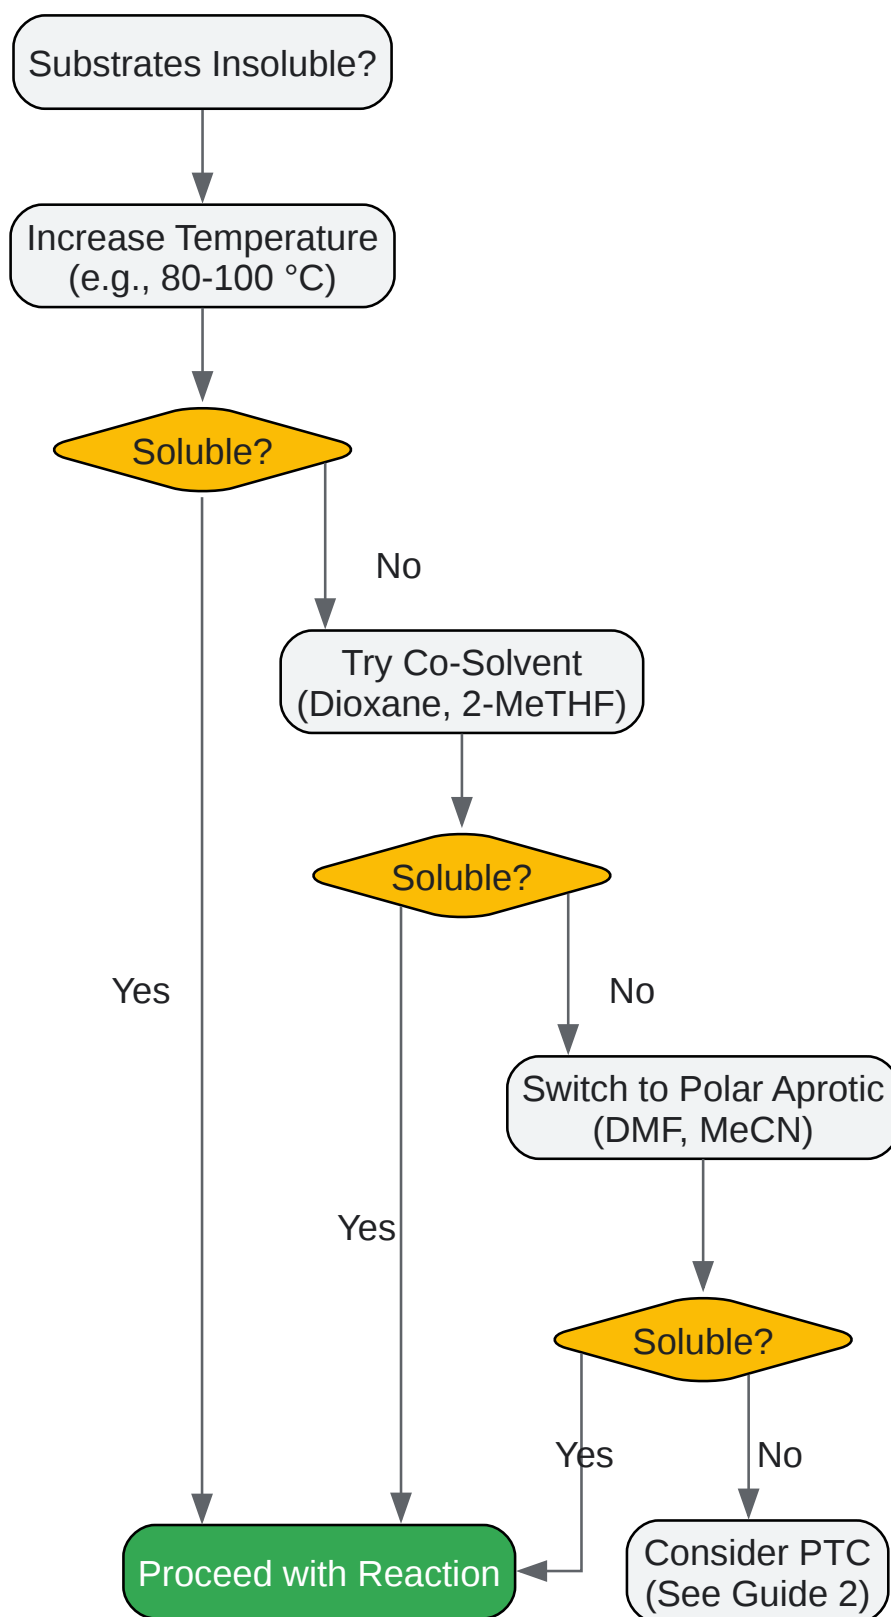 Substrates Insoluble?
Increase Temperature
(e.g., 80-100 °C)
Soluble?
No
Try Co-Solvent
(Dioxane, 2-MeTHF)
Soluble?
Yes
No
Switch to Polar Aprotic
(DMF, MeCN)
Yes
Soluble?
Yes
No
Proceed with Reaction
Consider PTC
(See Guide 2)